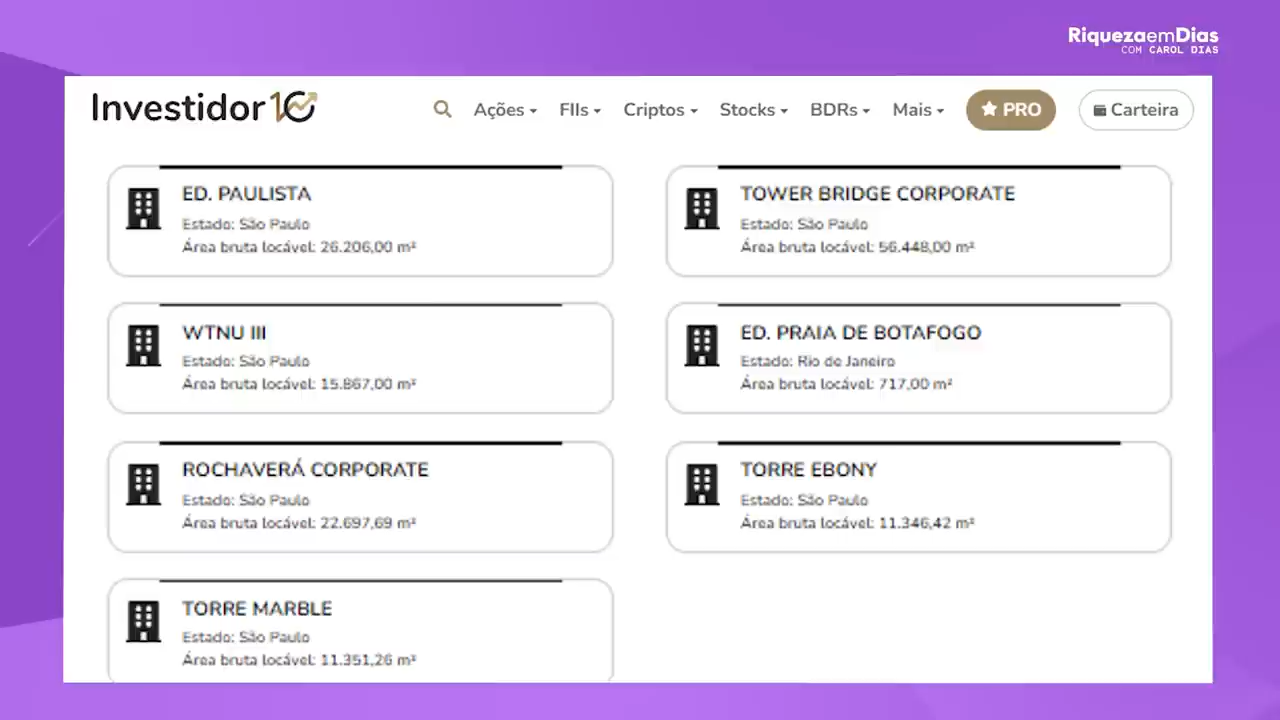 RiquezaemDias
COM CAROL DIAS
Investidor10
Ações
FIIs
Criptos
Stocks
BDRs
Mais
PRO
Carteira
ED. PAULISTA
Estado: São Paulo
Área bruta locável: 26.206,00 m²
TOWER BRIDGE CORPORATE
Estado: São Paulo
Área bruta locável: 56.448,00 m²
WTNU III
Estado: São Paulo
Área bruta locável: 15.867,00 m²
ED. PRAIA DE BOTAFOGO
Estado: Rio de Janeiro
Área bruta locável: 717,00 m²
ROCHAVERÁ CORPORATE
Estado: São Paulo
Área bruta locável: 22.697,69 m²
TORRE EBONY
Estado: São Paulo
Área bruta locável: 11.346,42 m²
TORRE MARBLE
Estado: São Paulo
Área bruta locável: 11.351,26 m²